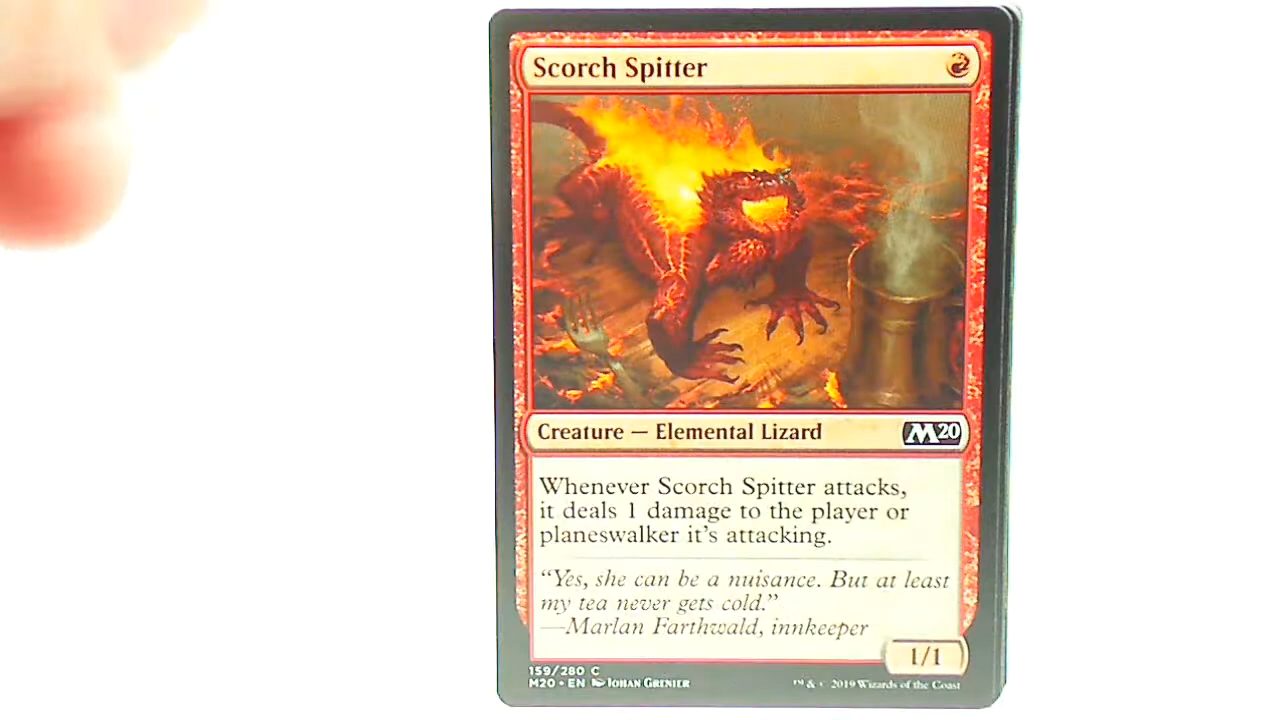 Scorch Spitter
Creature — Elemental Lizard
M20
Whenever Scorch Spitter attacks,
it deals 1 damage to the player or
planeswalker it's attacking.
“Yes, she can be a nuisance. But at least
my tea never gets cold.”
—Marlan Farthwald, innkeeper
1/1
159/280 C
M20 • EN Johan Grenier
™ & © 2019 Wizards of the Coast